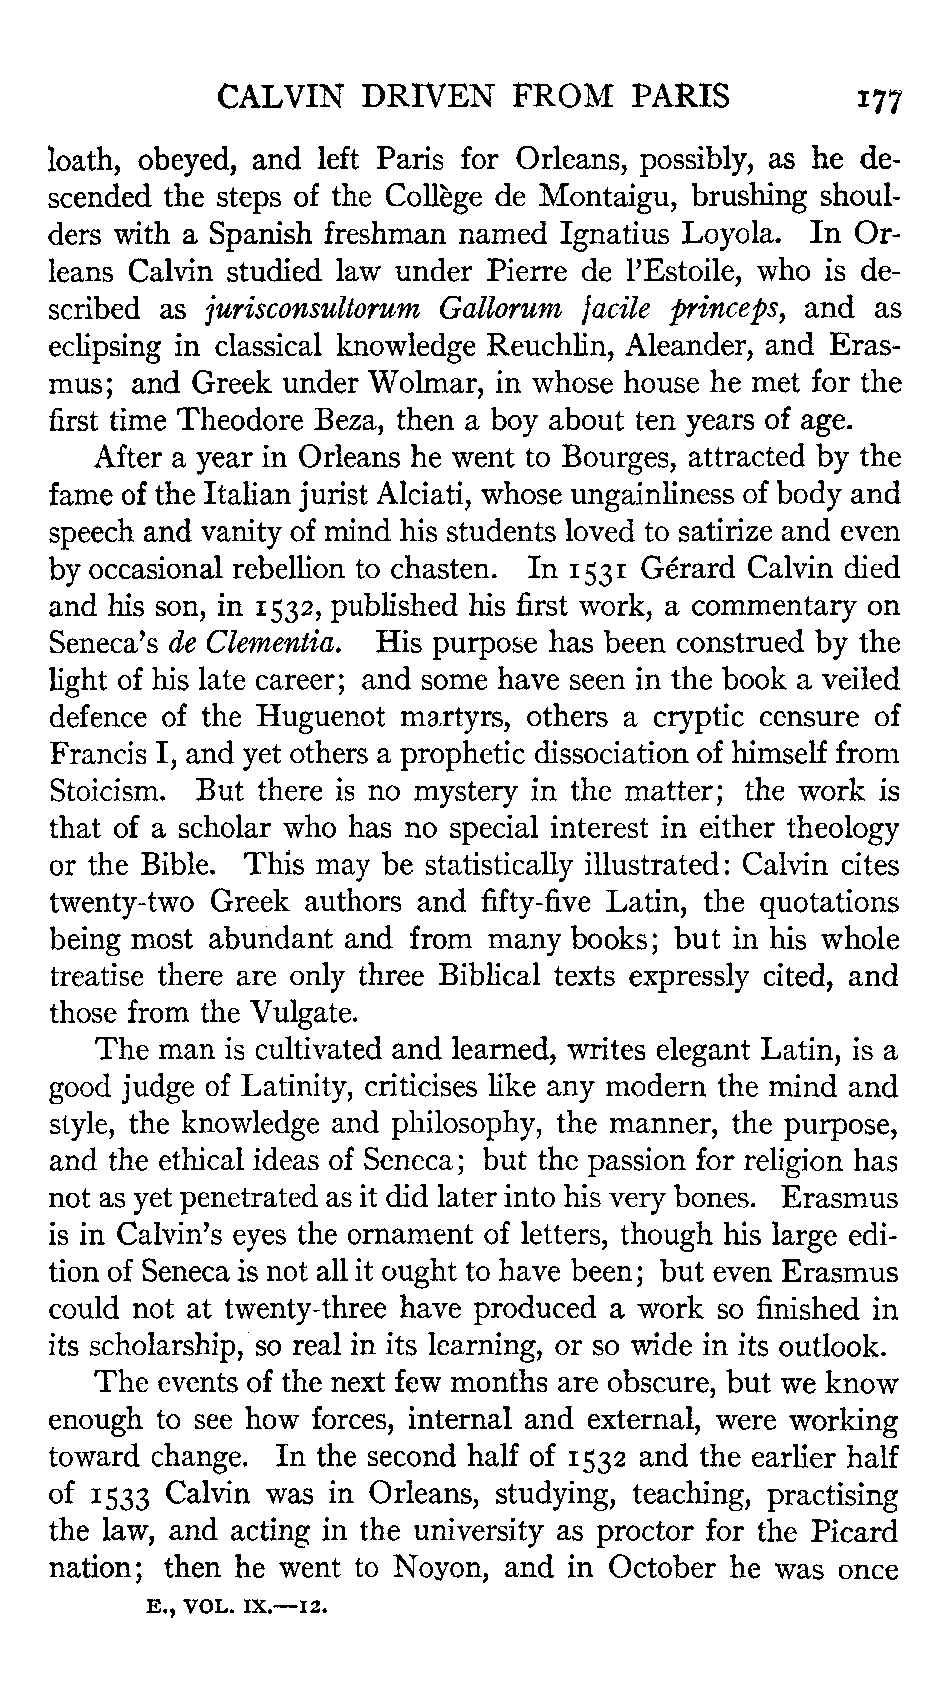 CALVIN DRIVEN FROM PARIS 177
loath, obeyed, and left Paris for Orleans, possibly, as he de-
scended the steps of the Collège de Montaigu, brushing shoul-
ders with a Spanish freshman named Ignatius Loyola. In Or-
leans Calvin studied law under Pierre de l'Estoile, who is de-
scribed as jurisconsultorum Gallorum facile princeps, and as
eclipsing in classical knowledge Reuchlin, Aleander, and Eras-
mus; and Greek under Wolmar, in whose house he met for the
first time Theodore Beza, then a boy about ten years of age.
After a year in Orleans he went to Bourges, attracted by the
fame of the Italian jurist Alciati, whose ungainliness of body and
speech and vanity of mind his students loved to satirize and even
by occasional rebellion to chasten. In 1531 Gérard Calvin died
and his son, in 1532, published his first work, a commentary on
Seneca's de Clementia. His purpose has been construed by the
light of his late career; and some have seen in the book a veiled
defence of the Huguenot martyrs, others a cryptic censure of
Francis I, and yet others a prophetic dissociation of himself from
Stoicism. But there is no mystery in the matter; the work is
that of a scholar who has no special interest in either theology
or the Bible. This may be statistically illustrated: Calvin cites
twenty-two Greek authors and fifty-five Latin, the quotations
being most abundant and from many books; but in his whole
treatise there are only three Biblical texts expressly cited, and
those from the Vulgate.
The man is cultivated and learned, writes elegant Latin, is a
good judge of Latinity, criticises like any modern the mind and
style, the knowledge and philosophy, the manner, the purpose,
and the ethical ideas of Seneca; but the passion for religion has
not as yet penetrated as it did later into his very bones. Erasmus
is in Calvin's eyes the ornament of letters, though his large edi-
tion of Seneca is not all it ought to have been; but even Erasmus
could not at twenty-three have produced a work so finished in
its scholarship, so real in its learning, or so wide in its outlook.
The events of the next few months are obscure, but we know
enough to see how forces, internal and external, were working
toward change. In the second half of 1532 and the earlier half
of 1533 Calvin was in Orleans, studying, teaching, practising
the law, and acting in the university as proctor for the Picard
nation; then he went to Noyon, and in October he was once
E., VOL. IX.—12.